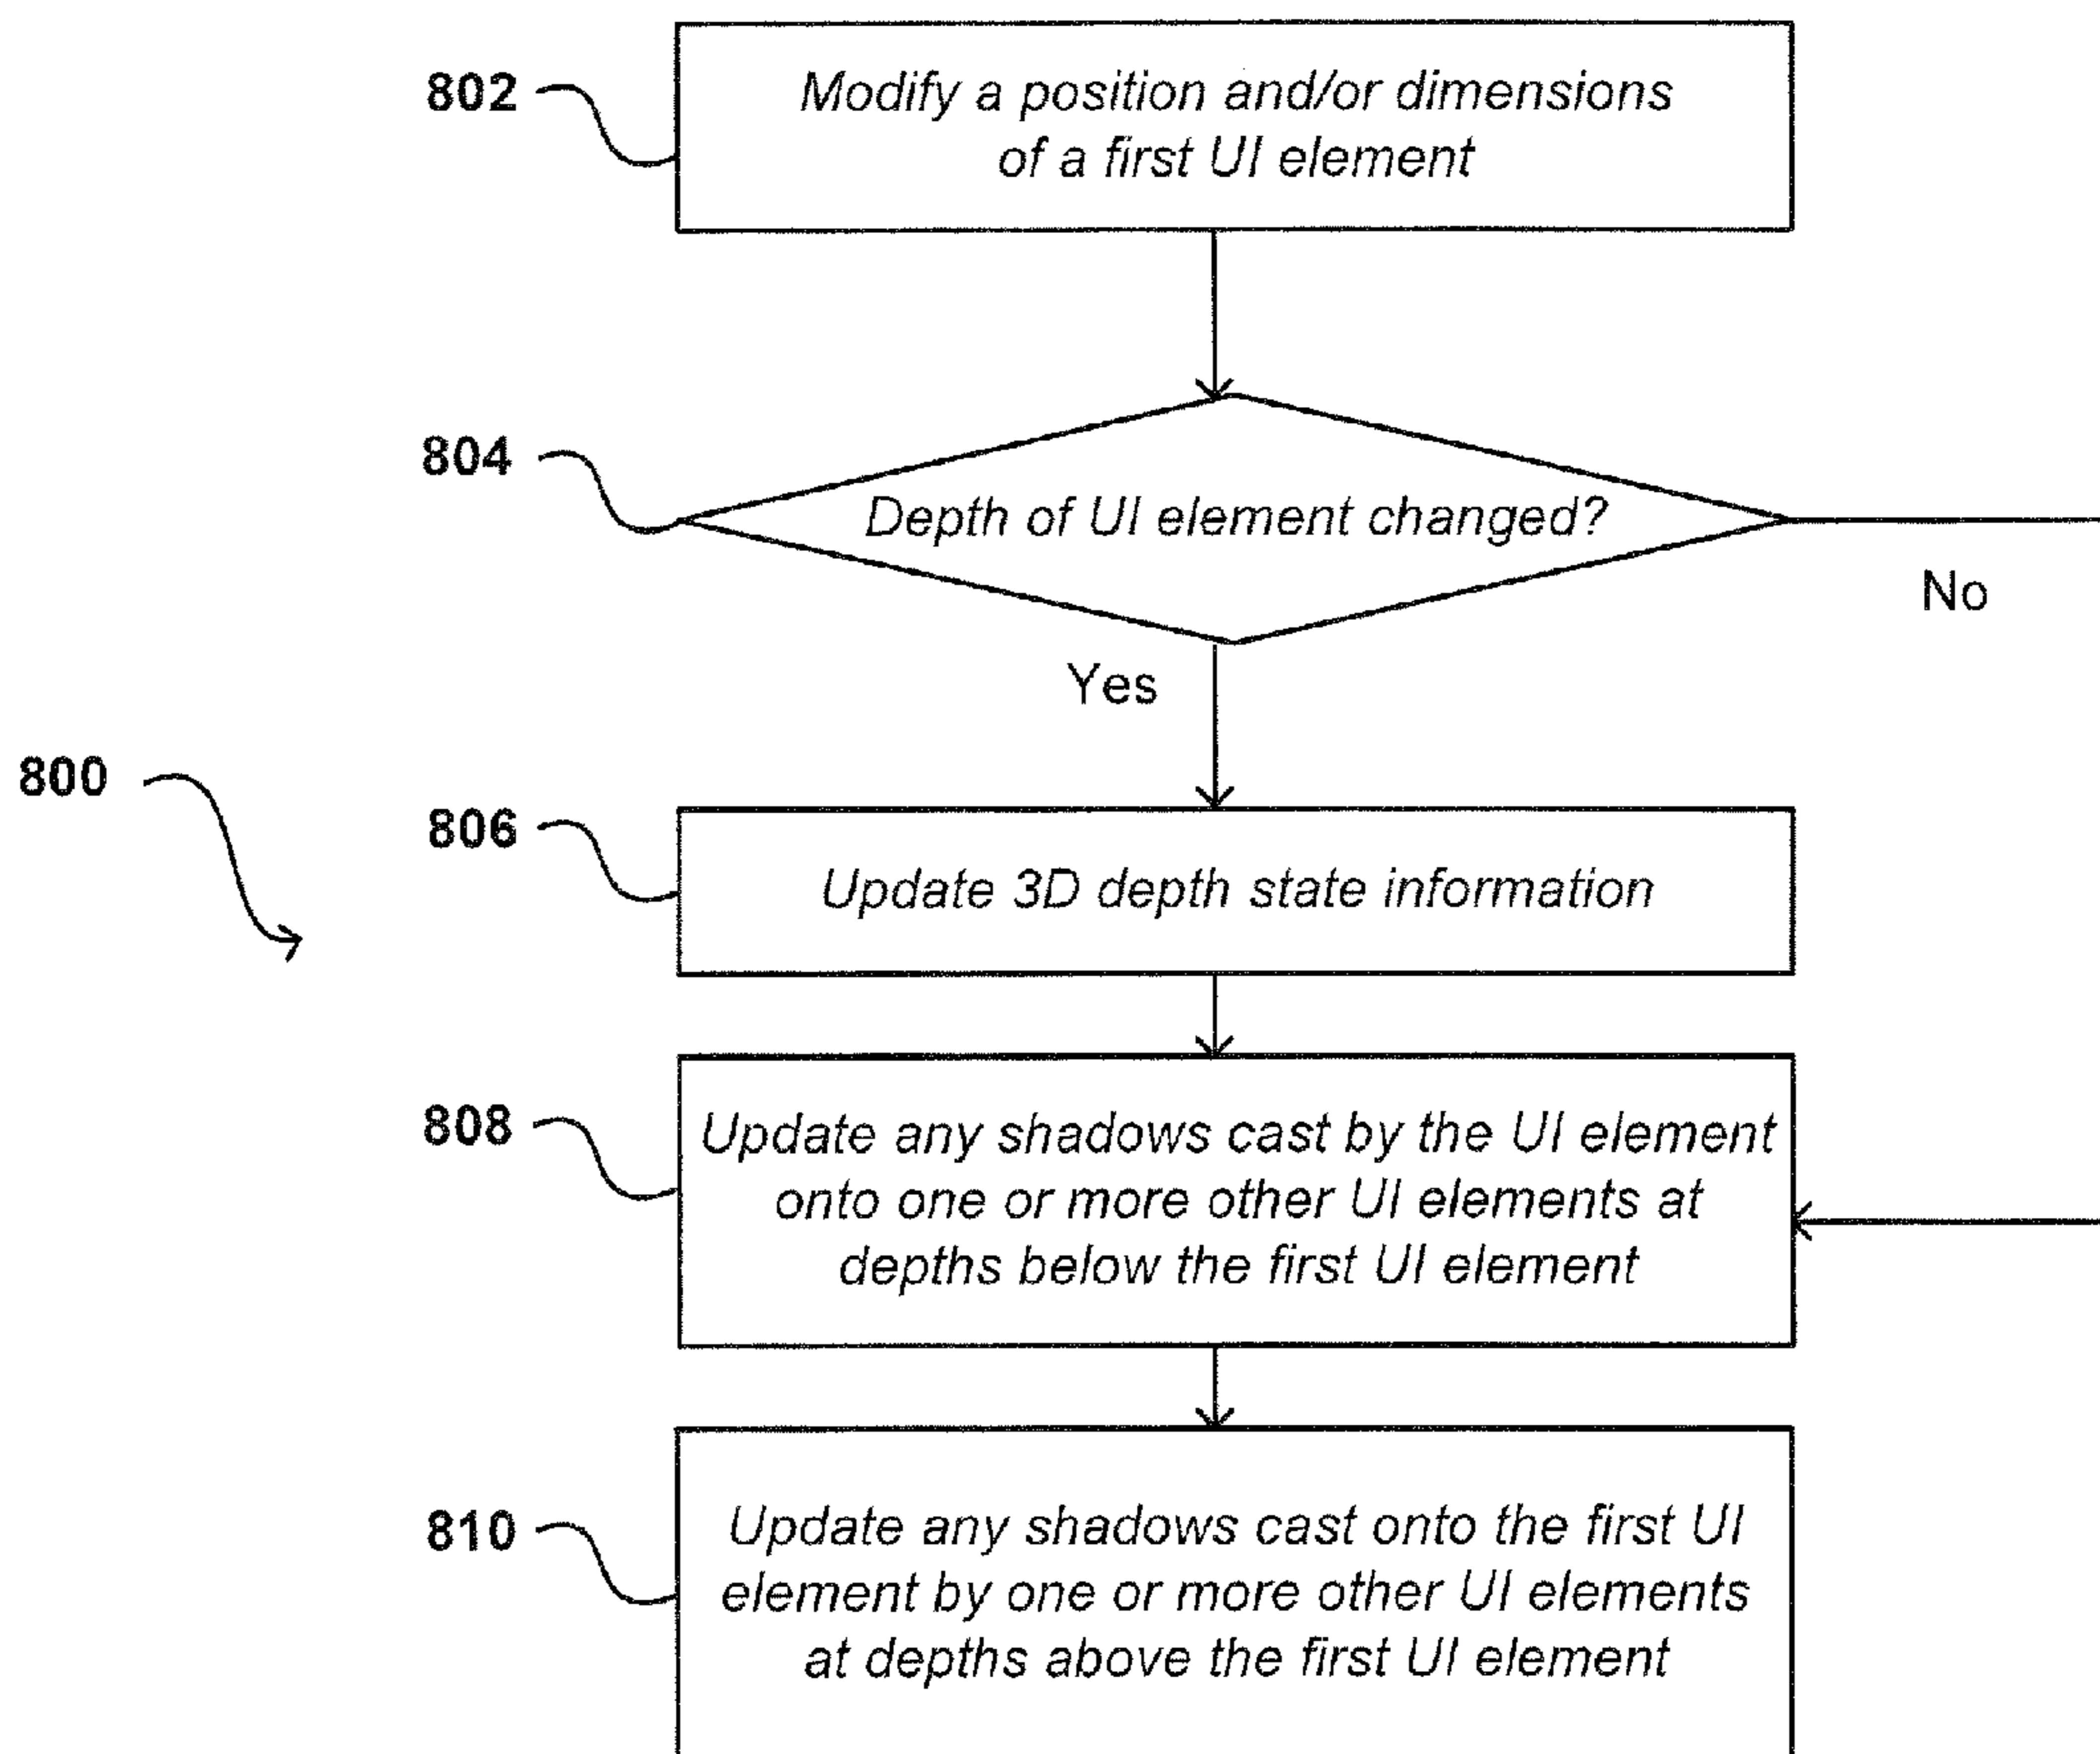 802
Modify a position and/or dimensions
of a first UI element
804
Depth of UI element changed?
No
Yes
800
806
Update 3D depth state information
808
Update any shadows cast by the UI element
onto one or more other UI elements at
depths below the first UI element
810
Update any shadows cast onto the first UI
element by one or more other UI elements
at depths above the first UI element